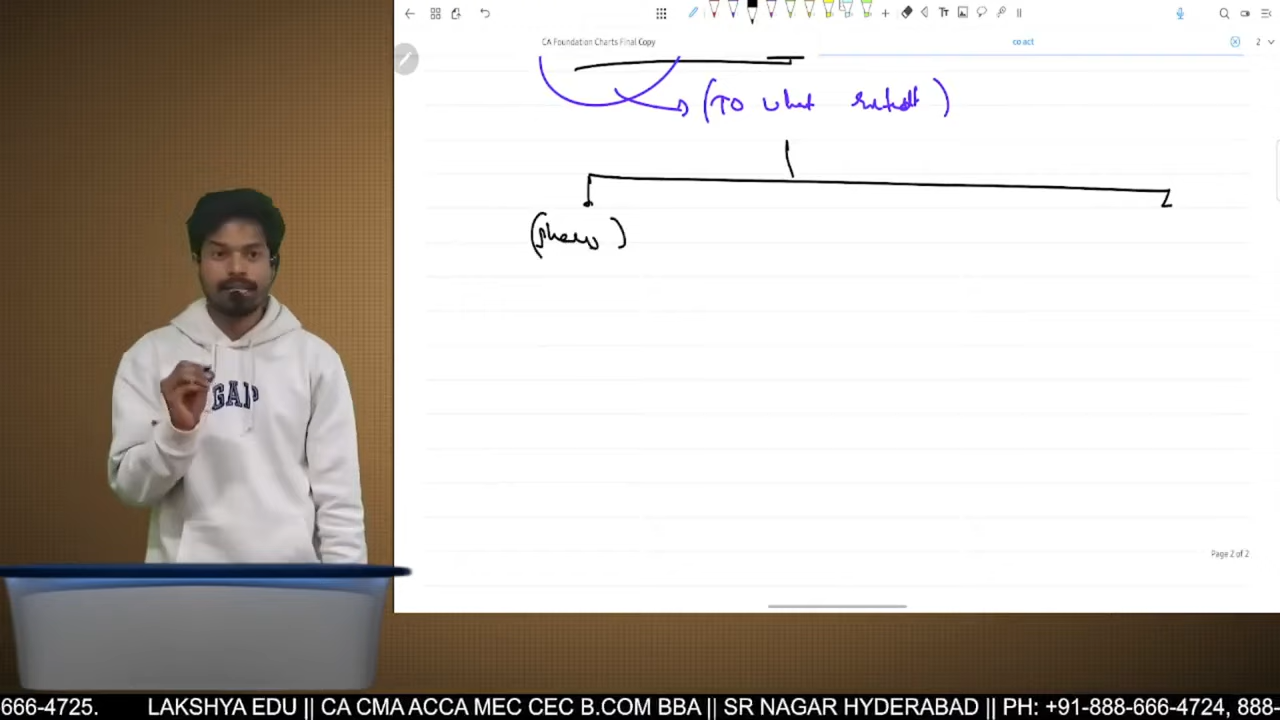 CA Foundation Charts Final Copy
co act
2
(To what
(Shares)
GAP
Page 2 of 2
666-4725. LAKSHYA EDU || CA CMA ACCA MEC CEC B.COM BBA || SR NAGAR HYDERABAD || PH: +91-888-666-4724, 888-